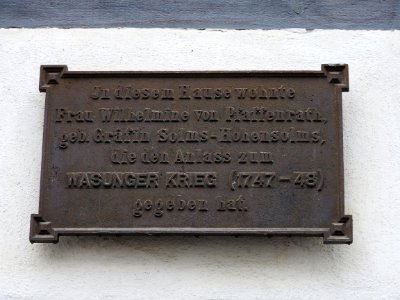 In diesem Hause wohnte
Frau Wilhelmine von Pfaffenrath,
geb. Gräfin Solms-Hohensolms,
die den Anlass zum
WASUNGER KRIEG (1747-48)
gegeben hat.